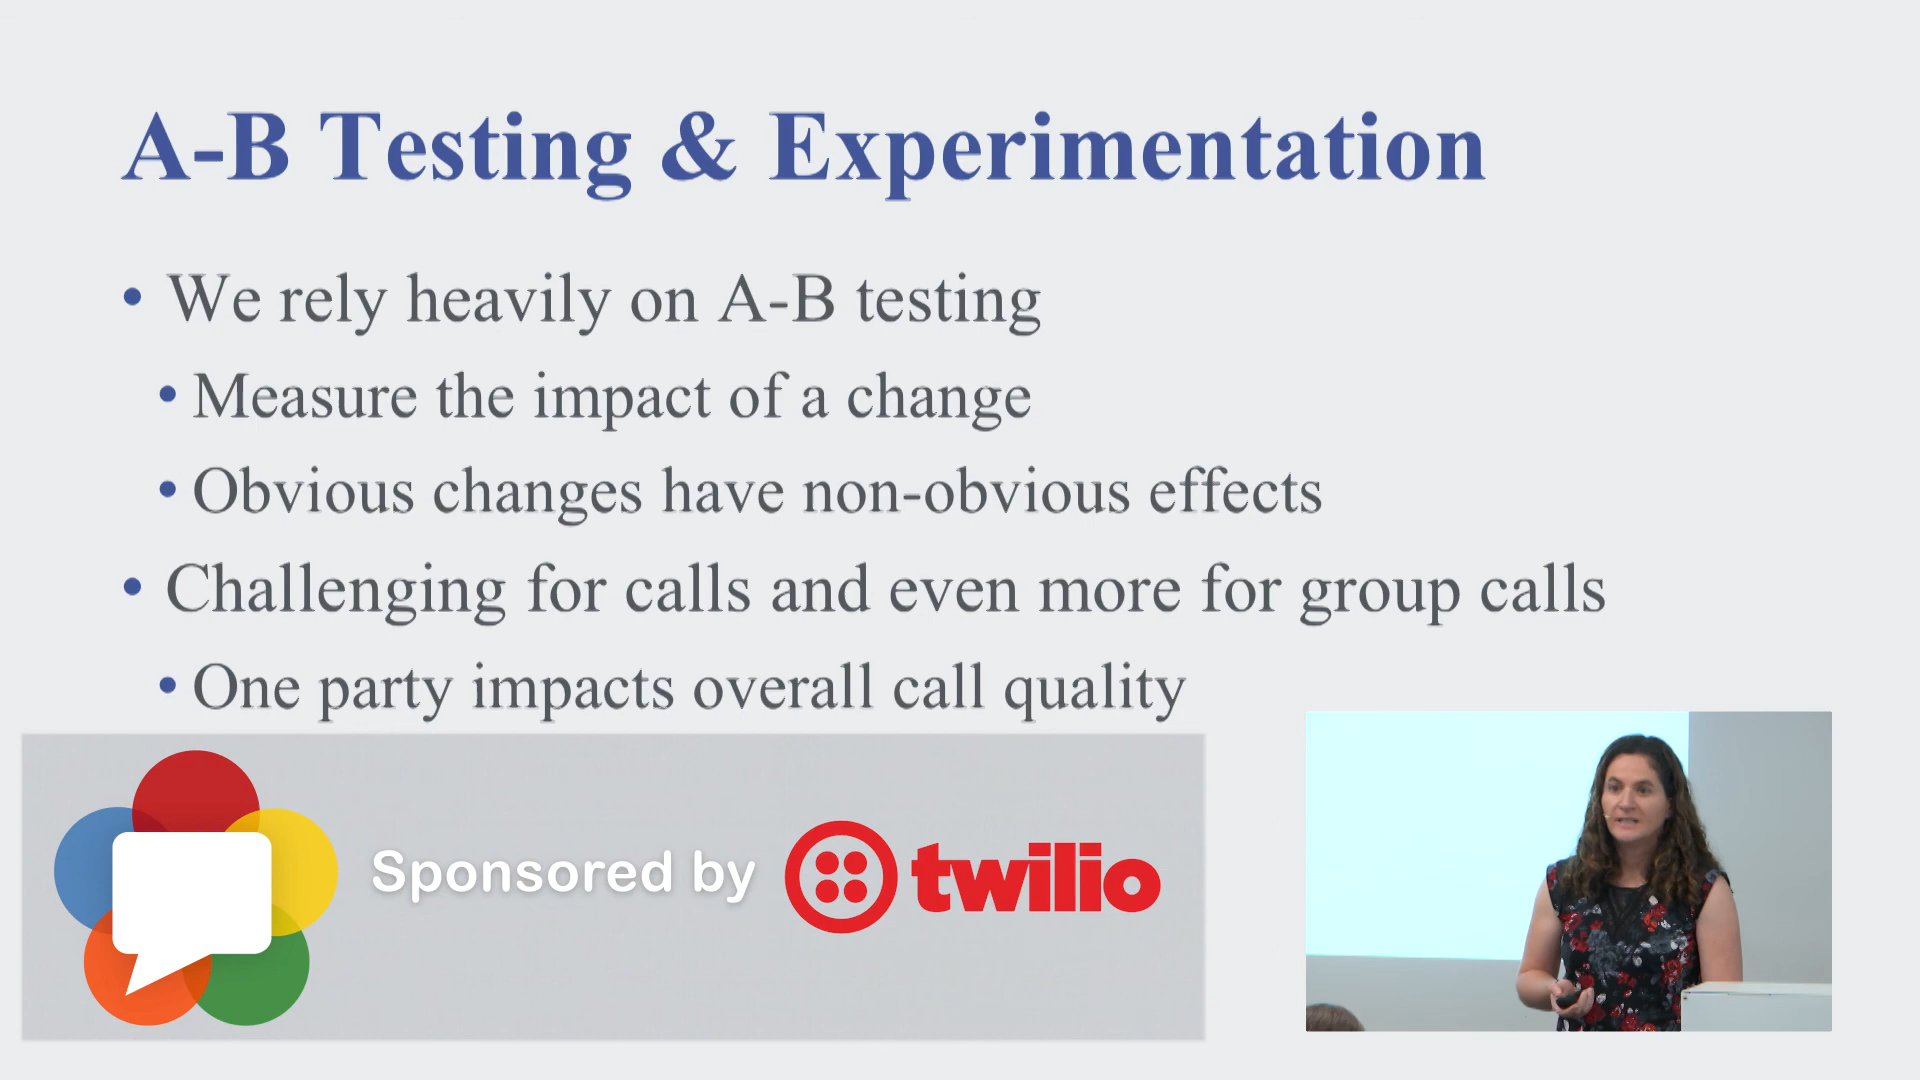 A-B Testing & Experimentation
• We rely heavily on A-B testing
• Measure the impact of a change
• Obvious changes have non-obvious effects
• Challenging for calls and even more for group calls
• One party impacts overall call quality
Sponsored by twilio